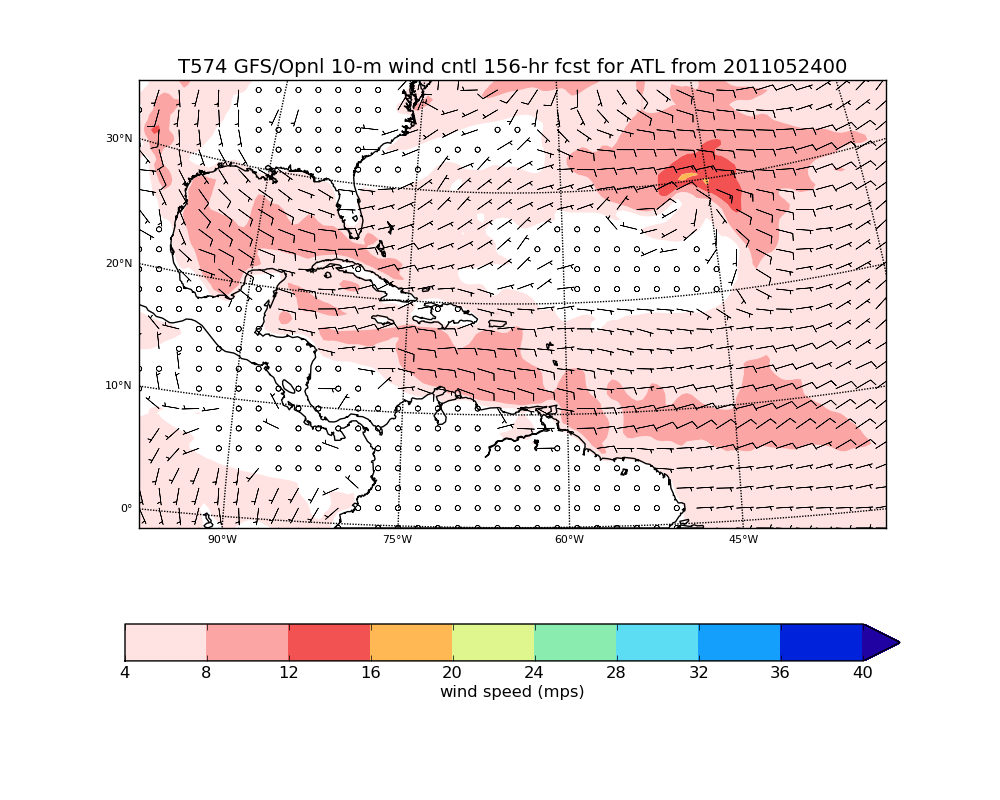 T574 GFS/Opnl 10-m wind cntl 156-hr fcst for ATL from 2011052400
30°N
20°N
10°N
0°
90°W 75°W 60°W 45°W
4 8 12 16 20 24 28 32 36 40
wind speed (mps)